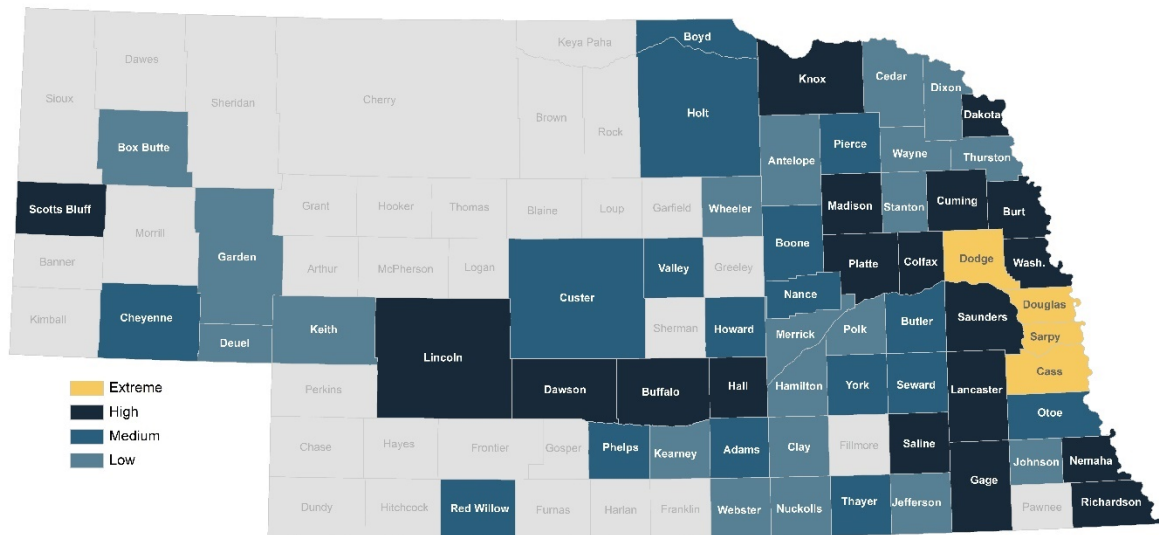 Boyd
Keya Paha
Dawes
Knox
Cedar
Dixon
Sioux
Sheridan
Cherry
Brown
Rock
Holt
Dakota
Box Butte
Pierce
Antelope
Wayne
Thurston
Scotts Bluff
Grant
Hooker
Thomas
Blaine
Loup
Garfield
Wheeler
Madison
Stanton
Cuming
Burt
Morrill
Banner
Garden
Arthur
McPherson
Logan
Valley
Greeley
Boone
Platte
Colfax
Dodge
Wash.
Kimball
Cheyenne
Custer
Nance
Douglas
Deuel
Keith
Sherman
Howard
Merrick
Polk
Butler
Saunders
Sarpy
Lincoln
Cass
Perkins
Dawson
Buffalo
Hall
Hamilton
York
Seward
Lancaster
Otoe
Extreme
High
Medium
Low
Chase
Hayes
Frontier
Gosper
Phelps
Kearney
Adams
Clay
Fillmore
Saline
Johnson
Nemaha
Gage
Dundy
Hitchcock
Red Willow
Furnas
Harlan
Franklin
Webster
Nuckolls
Thayer
Jefferson
Pawnee
Richardson